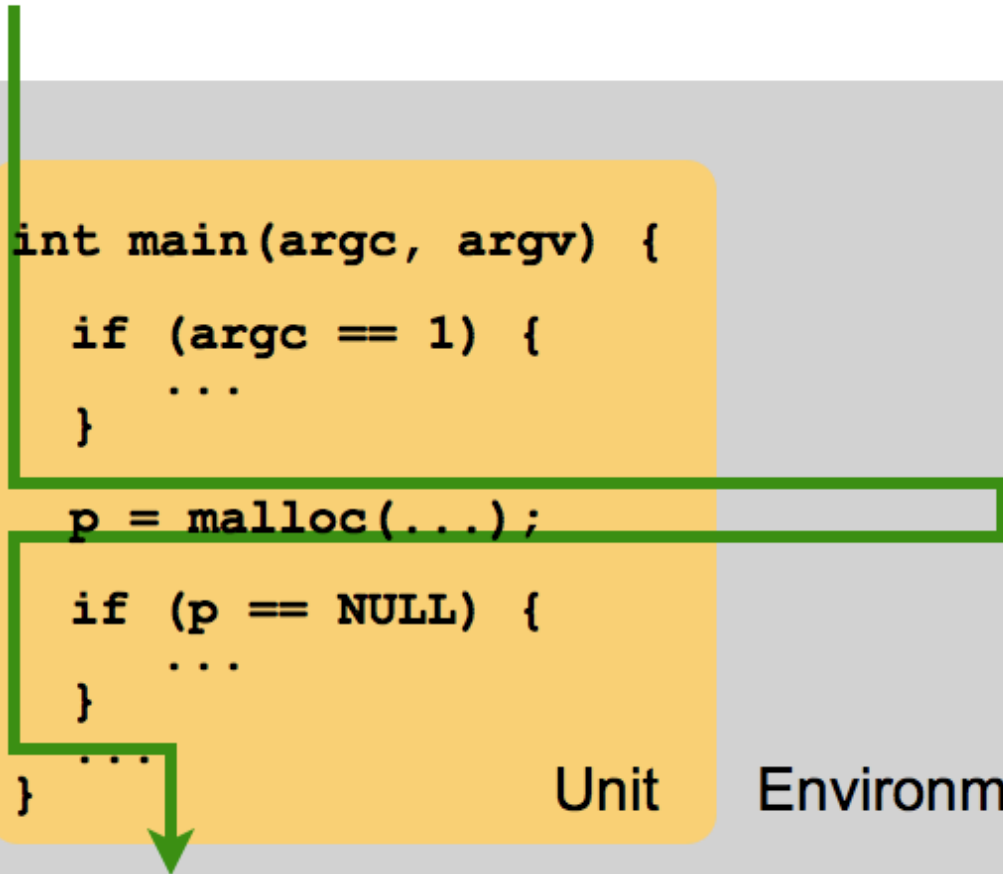 int main(argc, argv) {
if (argc == 1) {
...
}
p = malloc(...);
if (p == NULL) {
...
}
...
}
Unit
Environm